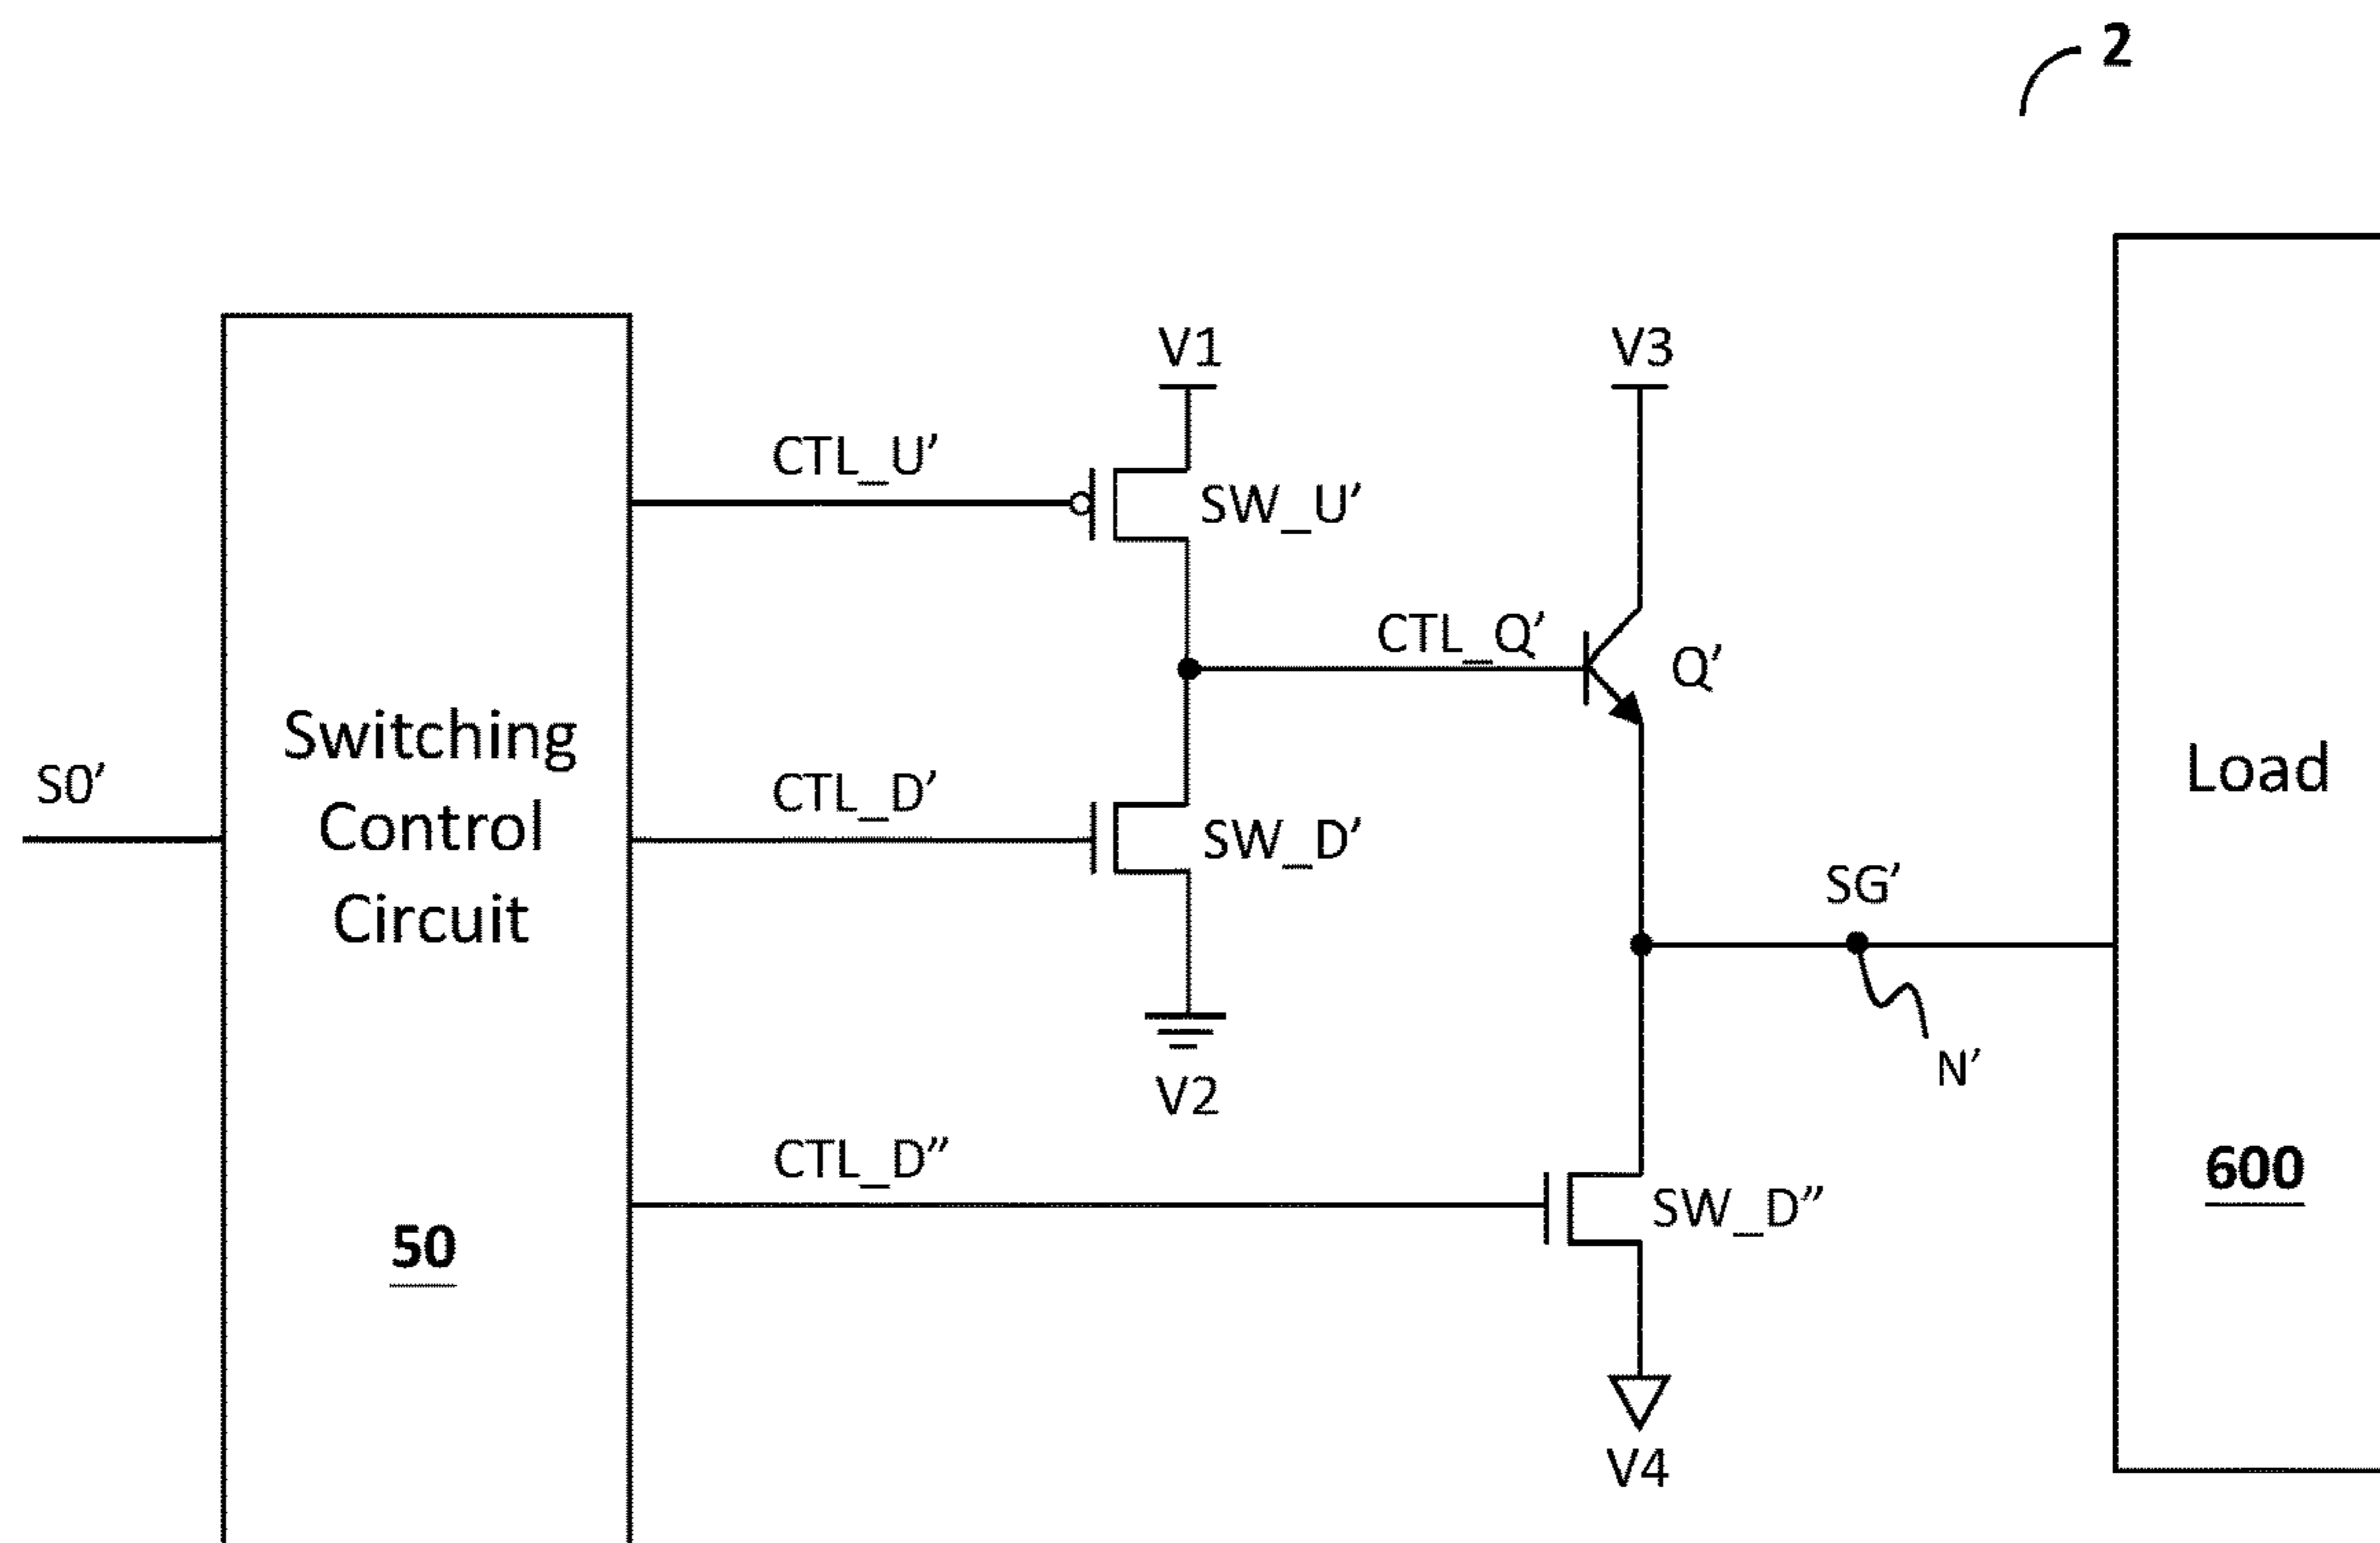 2
V1
V3
CTL_U’
SW_U’
CTL_Q’
Q’
Switching
Control
Circuit
50
S0’
CTL_D’
SW_D’
Load
600
SG’
N’
V2
CTL_D’’
SW_D’’
V4